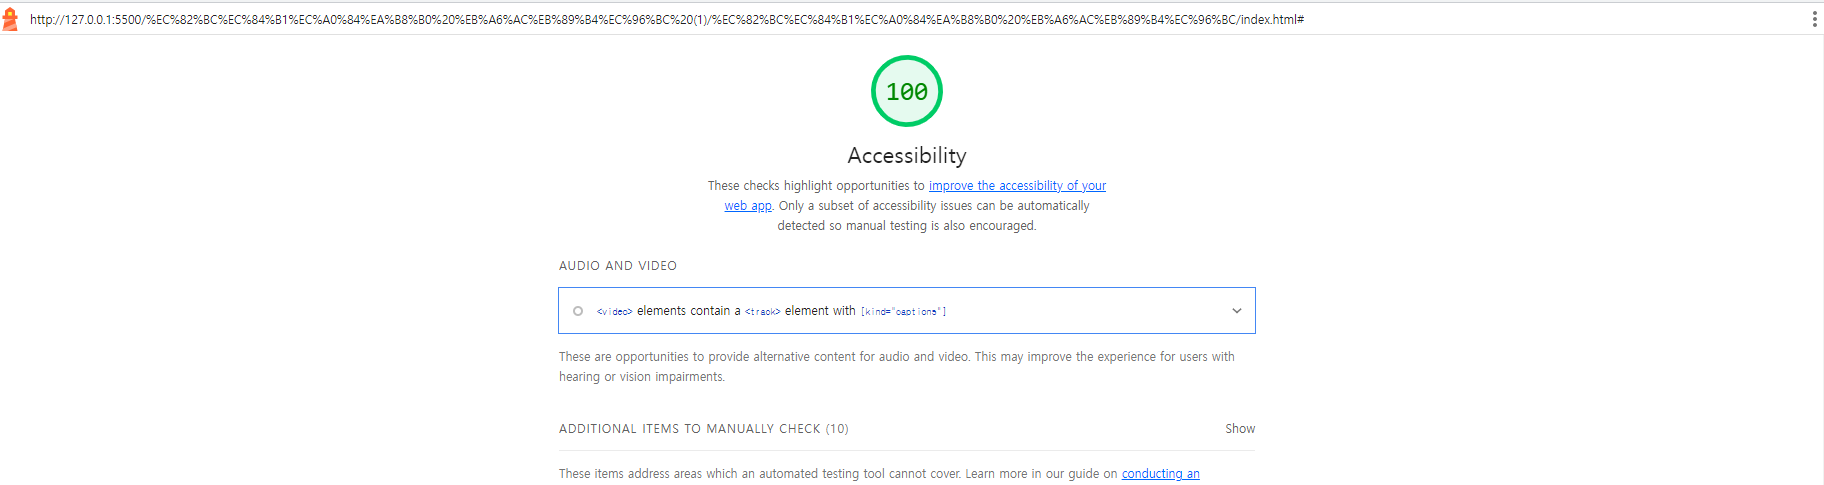 http://127.0.0.1:5500/%EC%82%BC%EC%84%B1%EC%A0%84%EA%B8%B0%20%EB%A6%AC%EB%89%B4%EC%96%BC%20(1)/%EC%82%BC%EC%84%B1%EC%A0%84%EA%B8%B0%20%EB%A6%AC%EB%89%B4%EC%96%BC/index.html#
100
Accessibility
These checks highlight opportunities to improve the accessibility of your
web app. Only a subset of accessibility issues can be automatically
detected so manual testing is also encouraged.
AUDIO AND VIDEO
<video> elements contain a <track> element with [kind="captions"]
These are opportunities to provide alternative content for audio and video. This may improve the experience for users with
hearing or vision impairments.
ADDITIONAL ITEMS TO MANUALLY CHECK (10) Show
These items address areas which an automated testing tool cannot cover. Learn more in our guide on conducting an